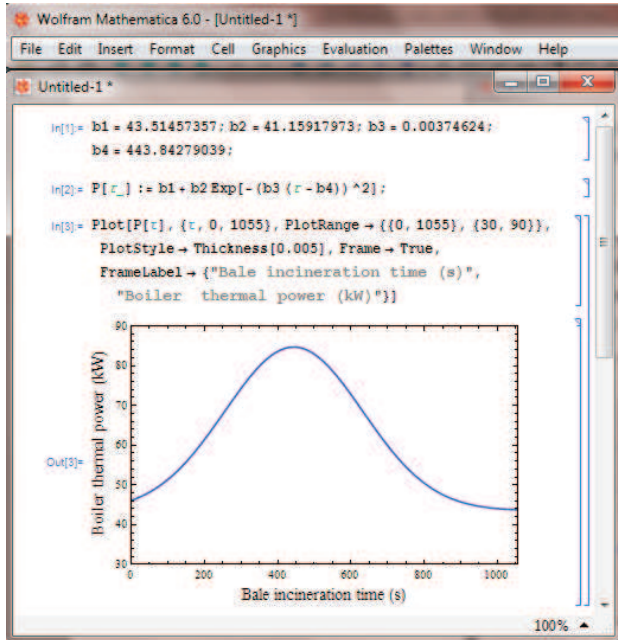 Wolfram Mathematica 6.0 - [Untitled-1 *]
File Edit Insert Format Cell Graphics Evaluation Palettes Window Help
Untitled-1 *
In[1]:= b1 = 43.51457357; b2 = 41.15917973; b3 = 0.00374624;
b4 = 443.84279039;
In[2]:= P[τ_] := b1 + b2 Exp[-(b3 (τ - b4)) ^2];
In[3]:= Plot[P[τ], {τ, 0, 1055}, PlotRange → {{0, 1055}, {30, 90}},
PlotStyle → Thickness[0.005], Frame → True,
FrameLabel → {"Bale incineration time (s)",
"Boiler thermal power (kW)"}]
Out[3]=
Boiler thermal power (kW)
90
80
70
60
50
40
30
0 200 400 600 800 1000
Bale incineration time (s)
100%